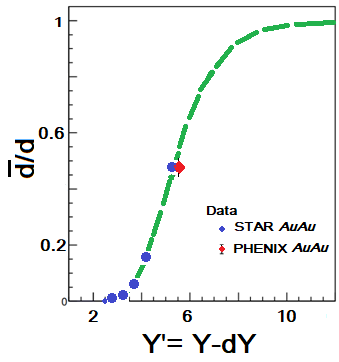 1
0.6
0.2
0
d̅/d
Data
STAR AuAu
PHENIX AuAu
2 6 10
Y'= Y-dY